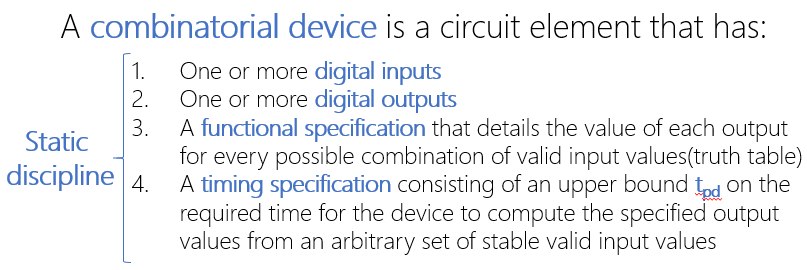 A combinatorial device is a circuit element that has:
Static
discipline
1. One or more digital inputs
2. One or more digital outputs
3. A functional specification that details the value of each output
for every possible combination of valid input values(truth table)
4. A timing specification consisting of an upper bound tpd on the
required time for the device to compute the specified output
values from an arbitrary set of stable valid input values